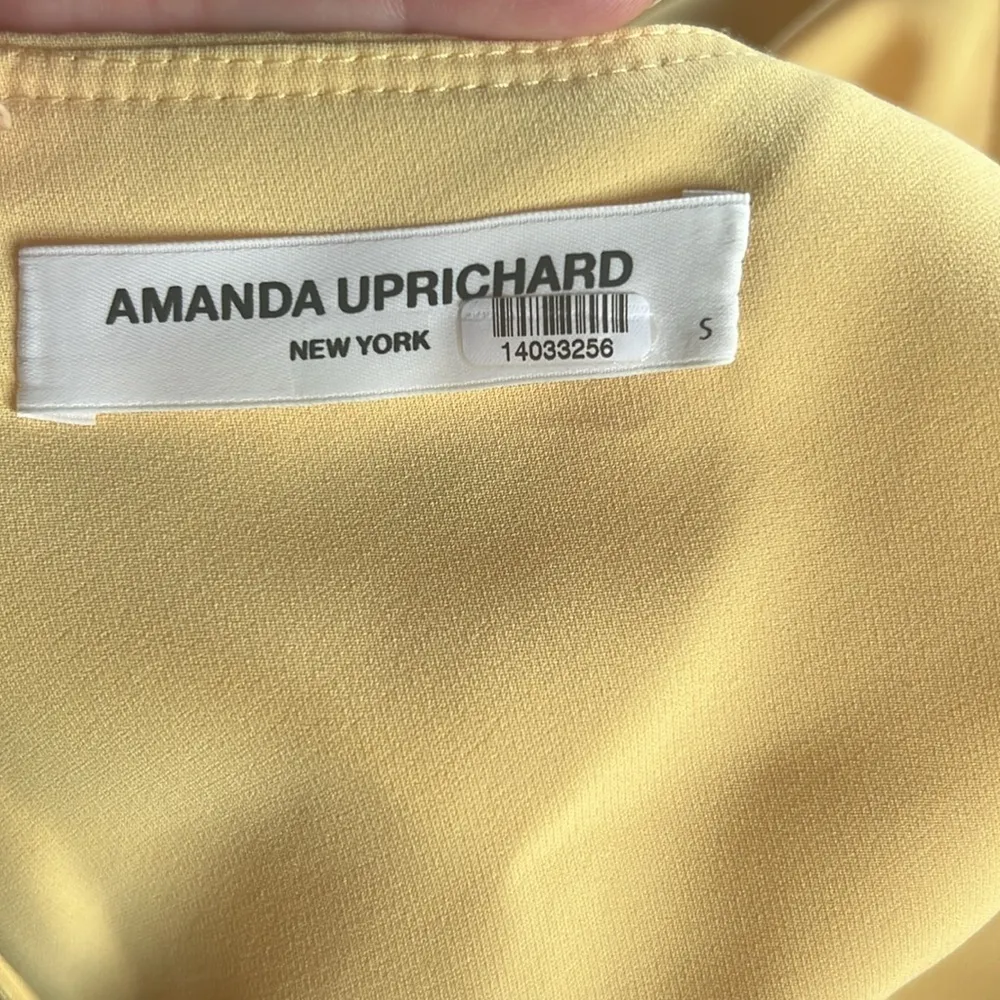 AMANDA UPRICHARD
NEW YORK
14033256
S